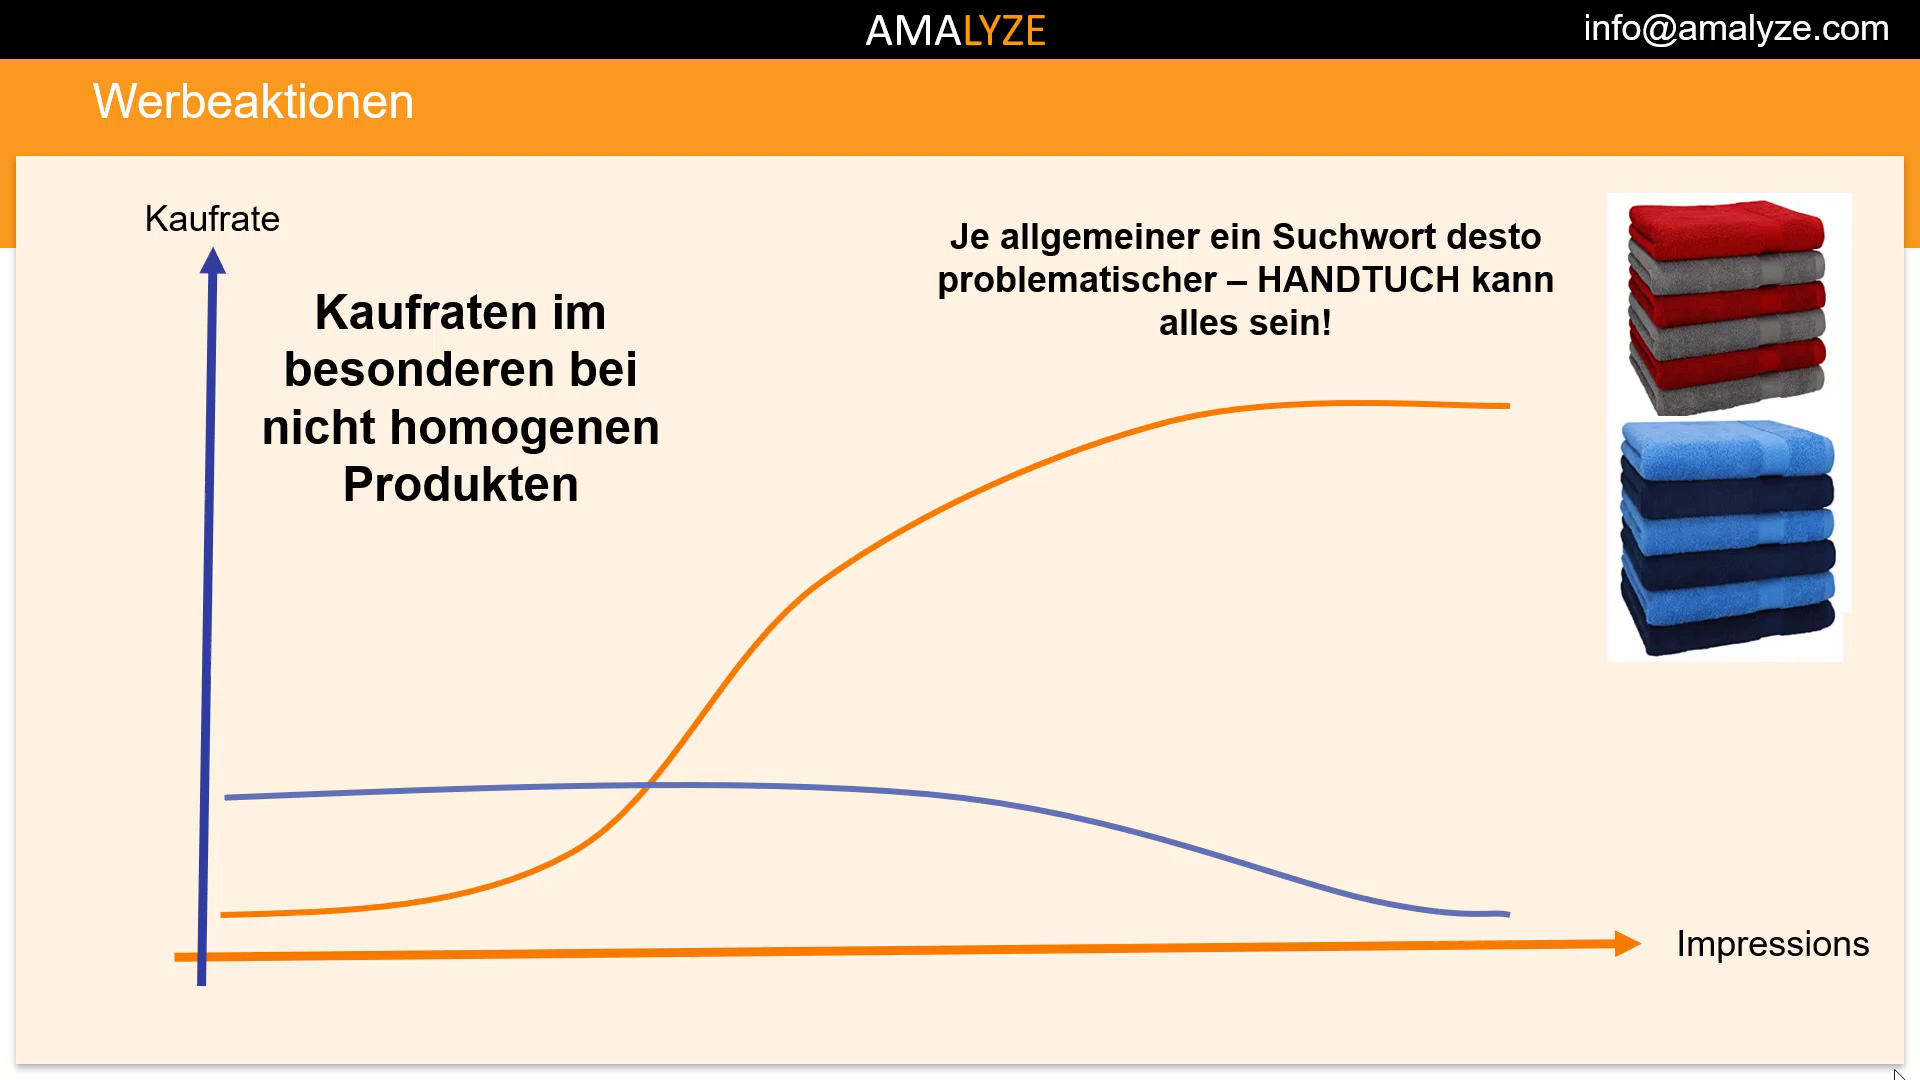 AMALYZE
info@amalyze.com
Werbeaktionen
Kaufrate
Kaufraten im
besonderen bei
nicht homogenen
Produkten
Je allgemeiner ein Suchwort desto
problematischer – HANDTUCH kann
alles sein!
Impressions